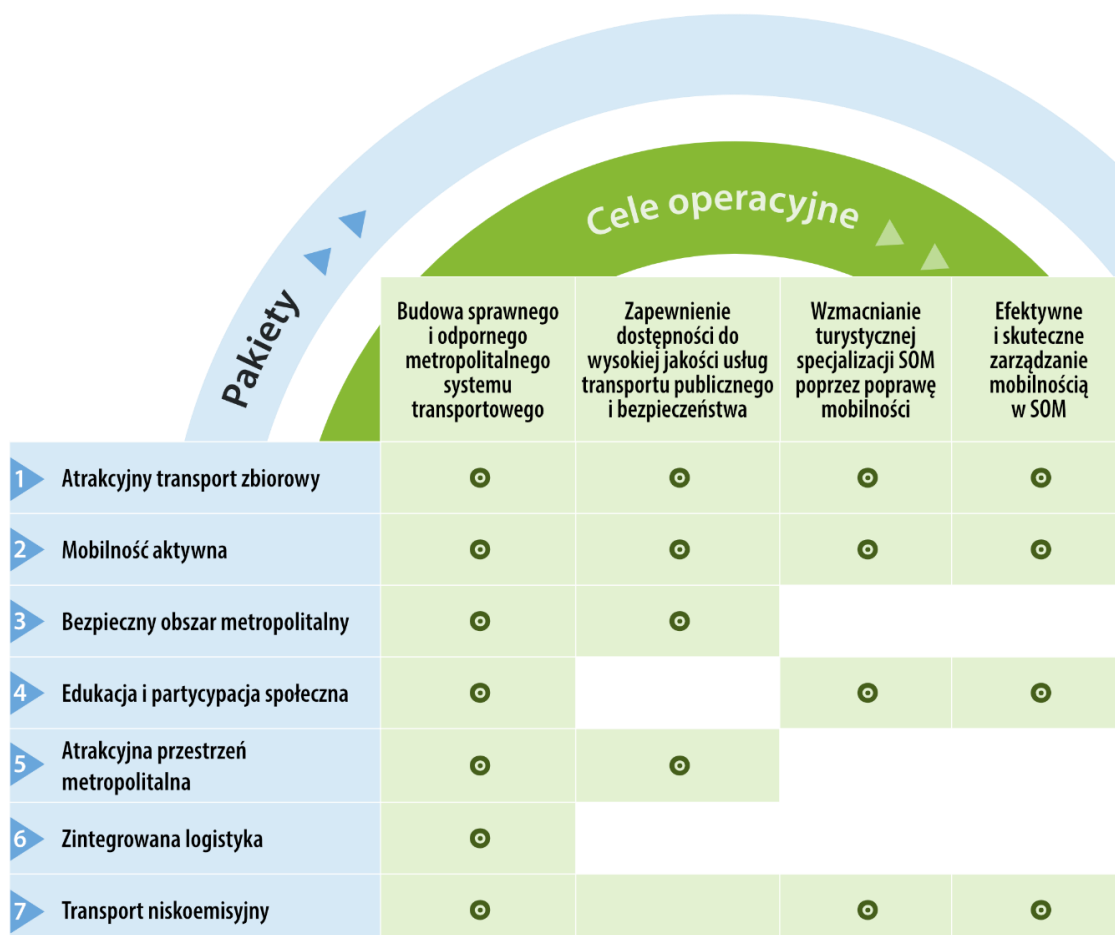 Pakiety
Cele operacyjne
Budowa sprawnego
i odpornego
metropolitalnego
systemu
transportowego
Zapewnienie
dostępności do
wysokiej jakości usług
transportu publicznego
i bezpieczeństwa
Wzmacnianie
turystycznej
specjalizacji SOM
poprzez poprawę
mobilności
Efektywne
i skuteczne
zarządzanie
mobilnością
w SOM
1 Atrakcyjny transport zbiorowy
2 Mobilność aktywna
3 Bezpieczny obszar metropolitalny
4 Edukacja i partycypacja społeczna
5 Atrakcyjna przestrzeń
metropolitalna
6 Zintegrowana logistyka
7 Transport niskoemisyjny